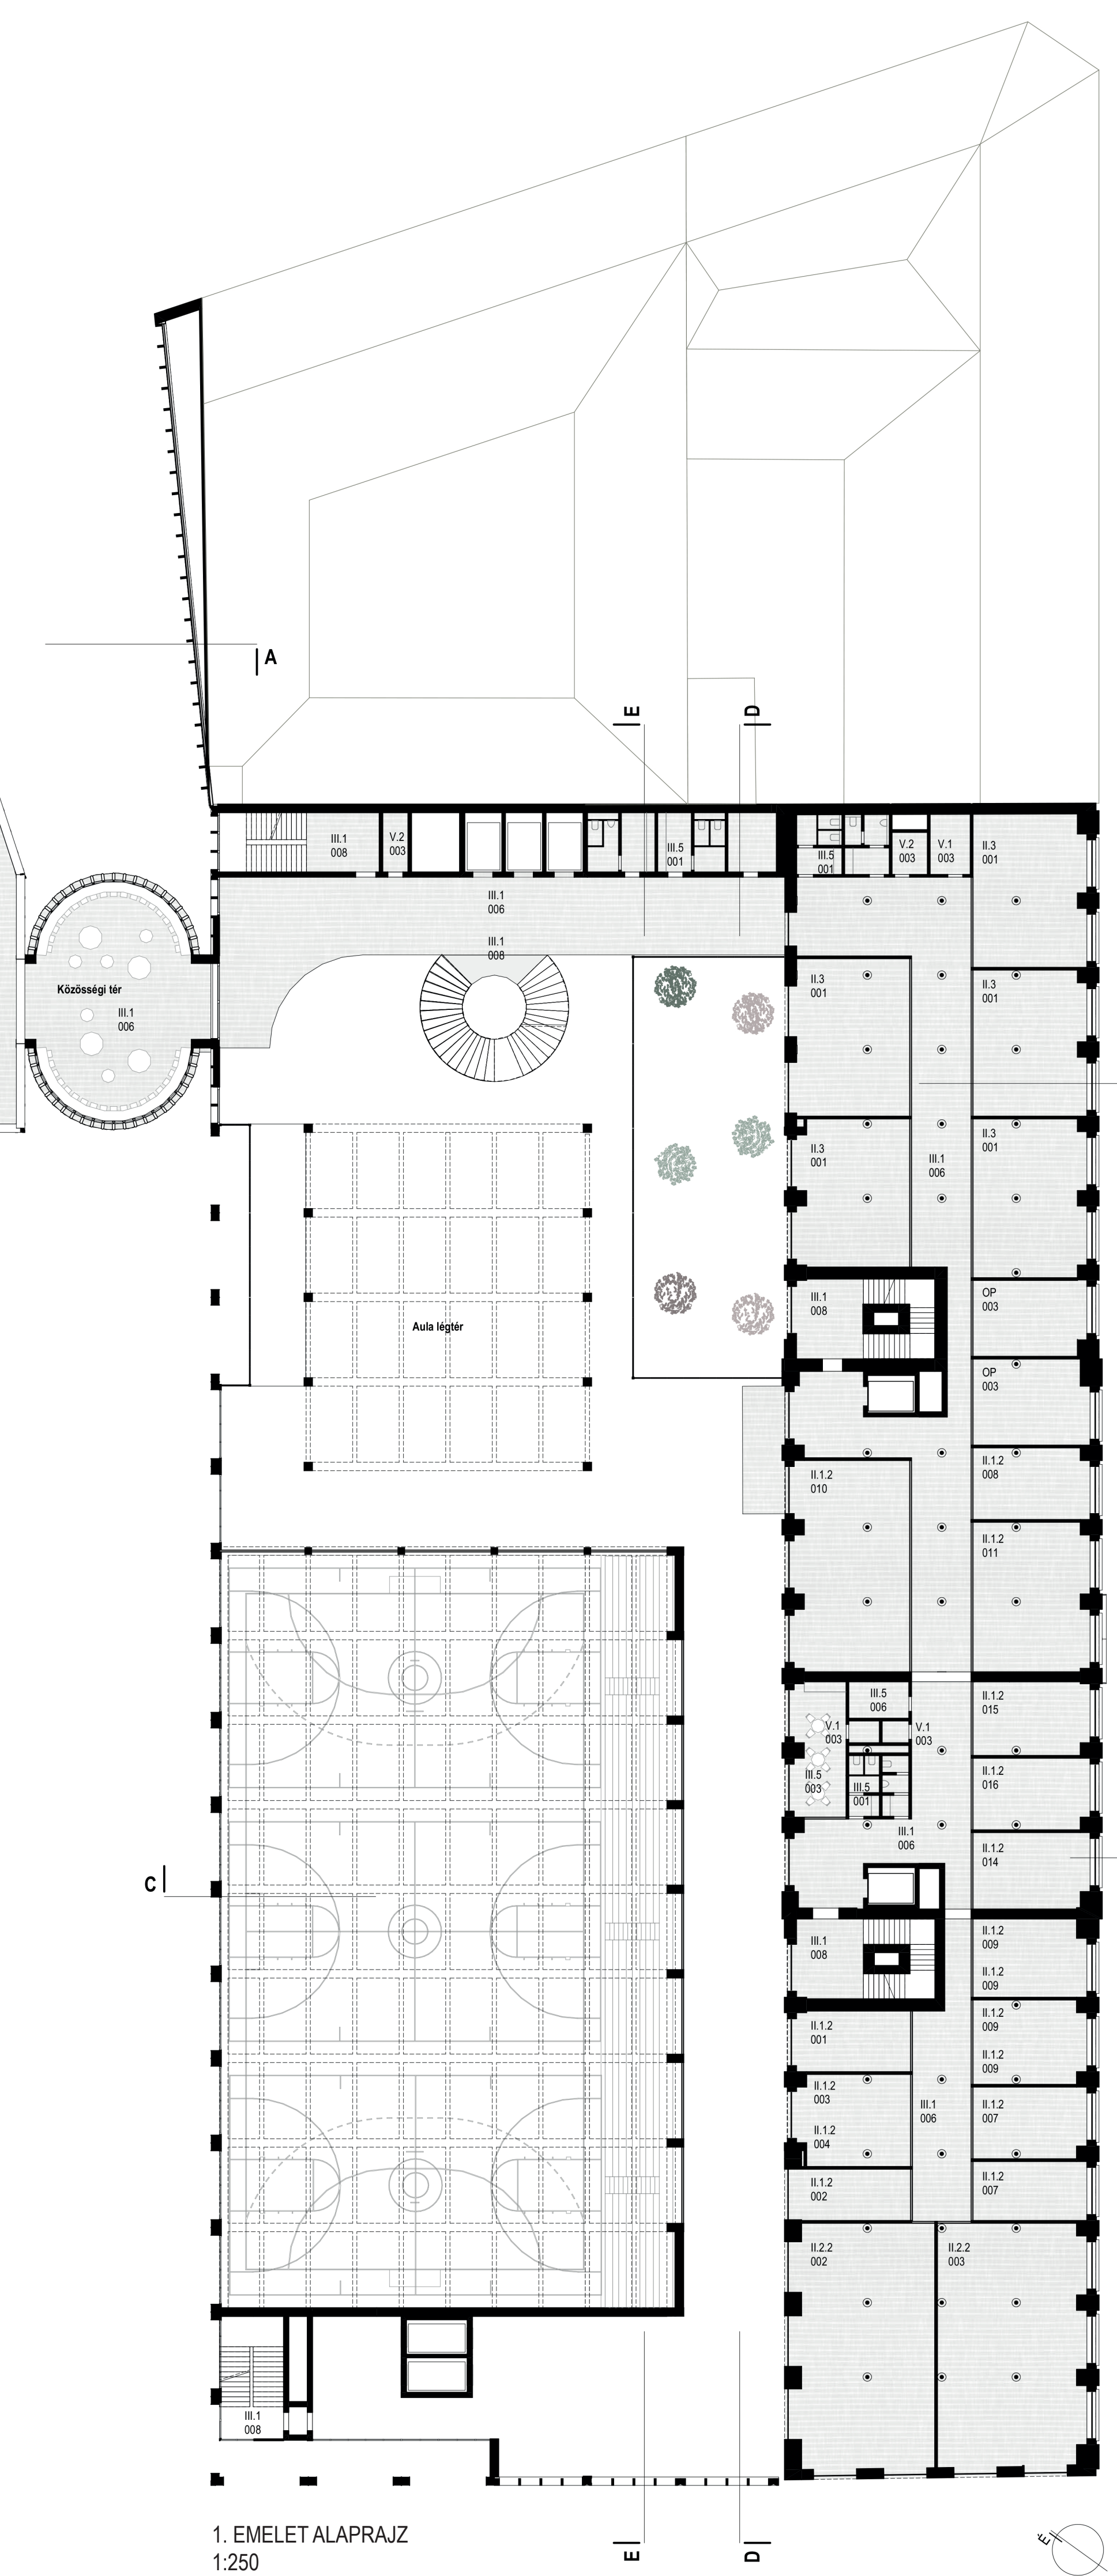 A
E
D
III.1
008
V.2
003
III.5
001
III.5
001
V.2
003
V.1
003
II.3
001
III.1
006
III.1
008
Közösségi tér
III.1
006
II.3
001
II.3
001
II.3
001
II.3
001
III.1
006
III.1
008
OP
003
Aula légtér
OP
003
II.1.2
008
II.1.2
010
II.1.2
011
III.5
006
II.1.2
015
V.1
003
V.1
003
III.5
003
III.5
001
II.1.2
016
III.1
006
II.1.2
014
C
III.1
008
II.1.2
009
II.1.2
009
II.1.2
001
II.1.2
009
II.1.2
009
II.1.2
003
II.1.2
004
III.1
006
II.1.2
007
II.1.2
002
II.1.2
007
II.2.2
002
II.2.2
003
III.1
008
1. EMELET ALAPRAJZ
1:250
E
D
É